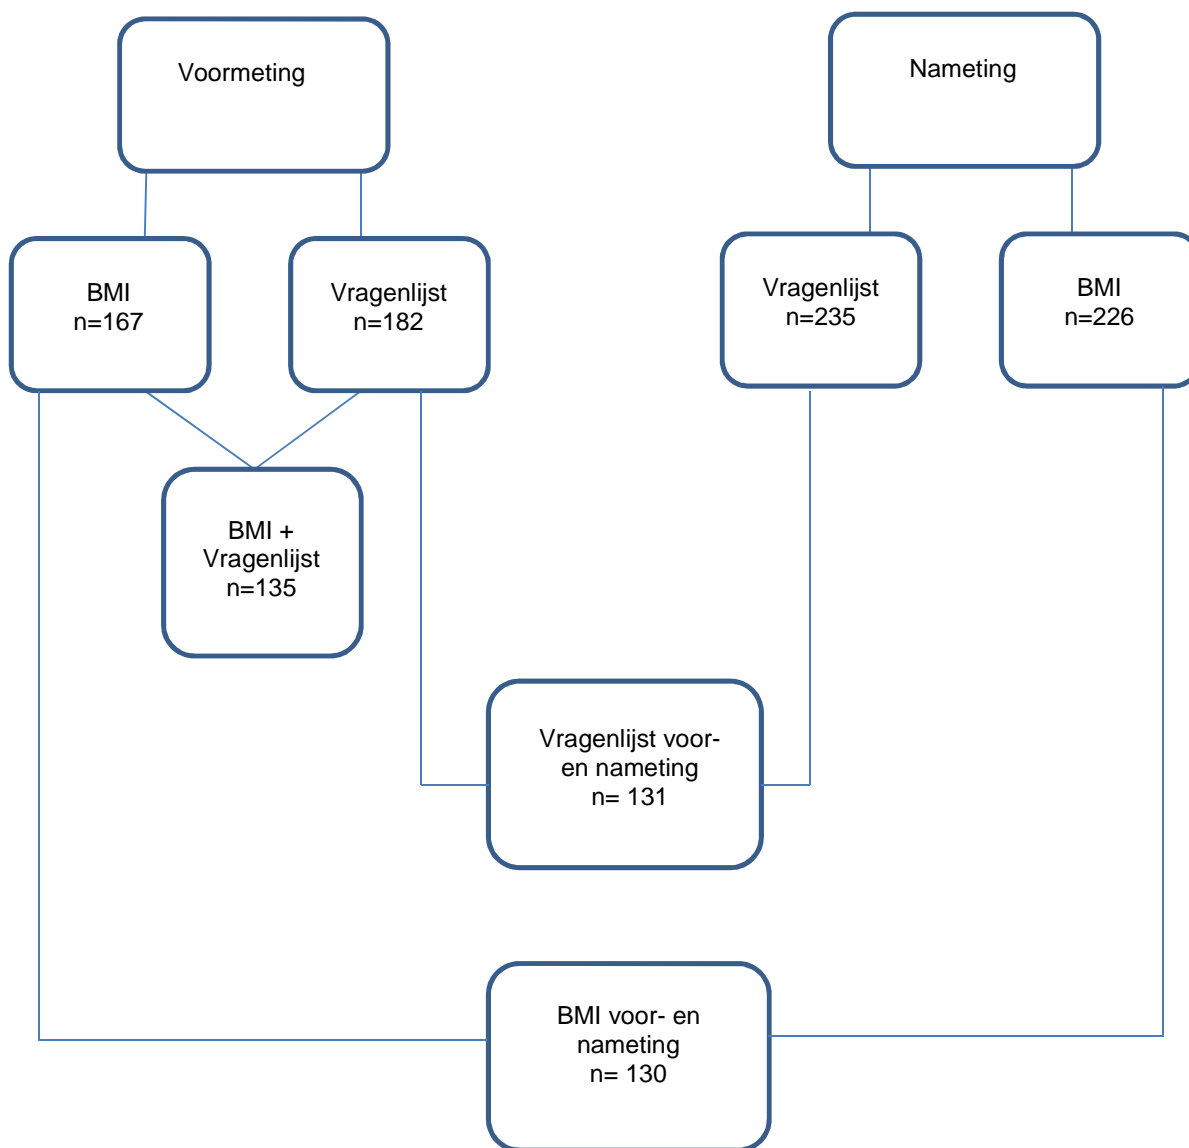 Voormeting
Nameting
BMI
n=167
Vragenlijst
n=182
Vragenlijst
n=235
BMI
n=226
BMI +
Vragenlijst
n=135
Vragenlijst voor-
en nameting
n= 131
BMI voor- en
nameting
n= 130